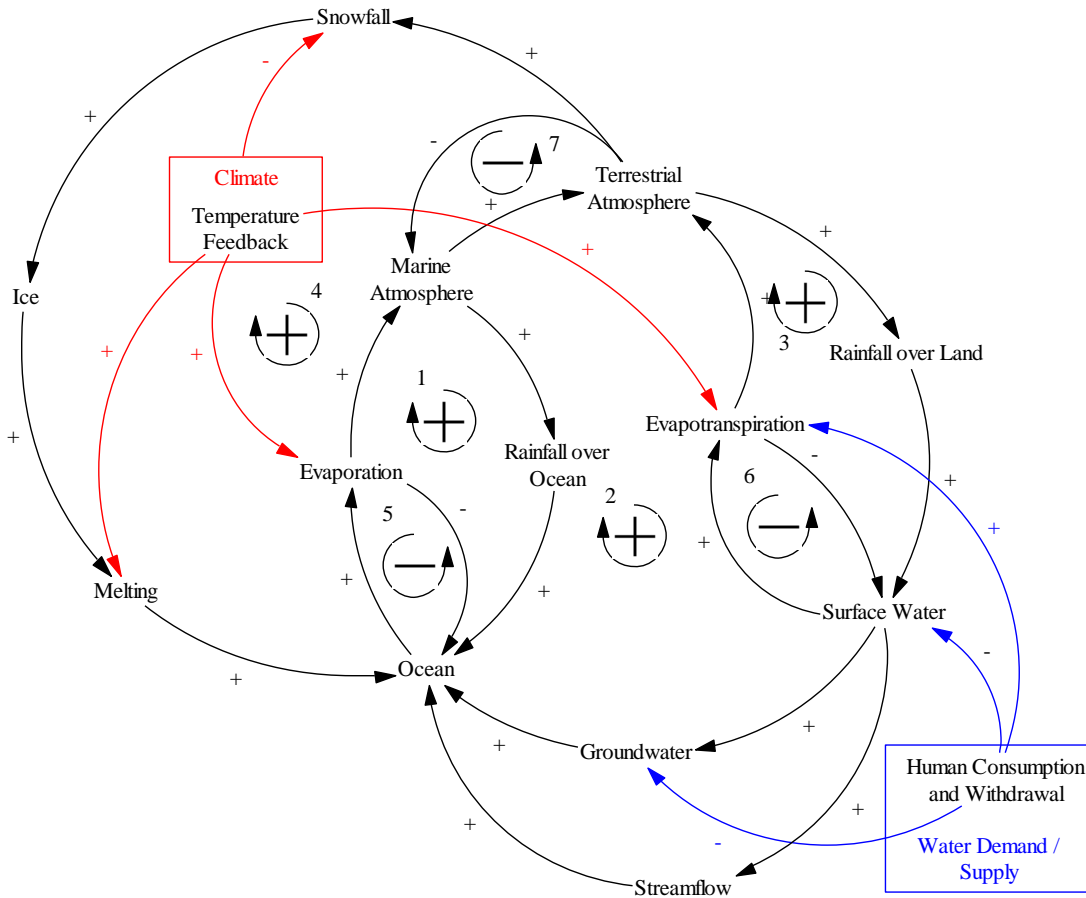 Snowfall
+
-
+
-
7
Climate
Terrestrial
Atmosphere
+
Temperature
Feedback
+
+
Marine
Atmosphere
Ice
4
+
3
+
+
Rainfall over Land
+
+
+
1
Evapotranspiration
+
Rainfall over
Ocean
-
Evaporation
6
+
5
-
2
+
+
+
+
Melting
+
Surface Water
+
Ocean
-
+
+
Groundwater
+
Human Consumption
and Withdrawal
+
+
-
Water Demand /
Supply
Streamflow